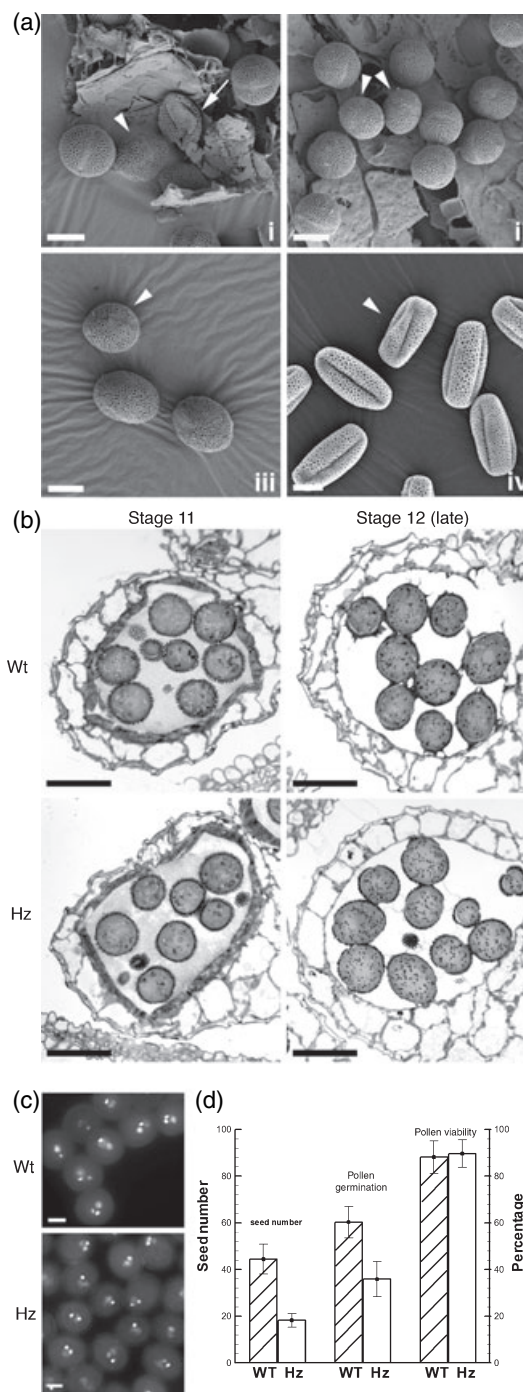 (a)
i
i
iii
iv
(b)
Stage 11
Stage 12 (late)
Wt
Hz
(c)
(d)
Wt
Hz
100
80
60
40
20
0
Seed number
seed number
Pollen
germination
Pollen viability
100
80
60
40
20
0
Percentage
WT Hz
WT Hz
WT Hz